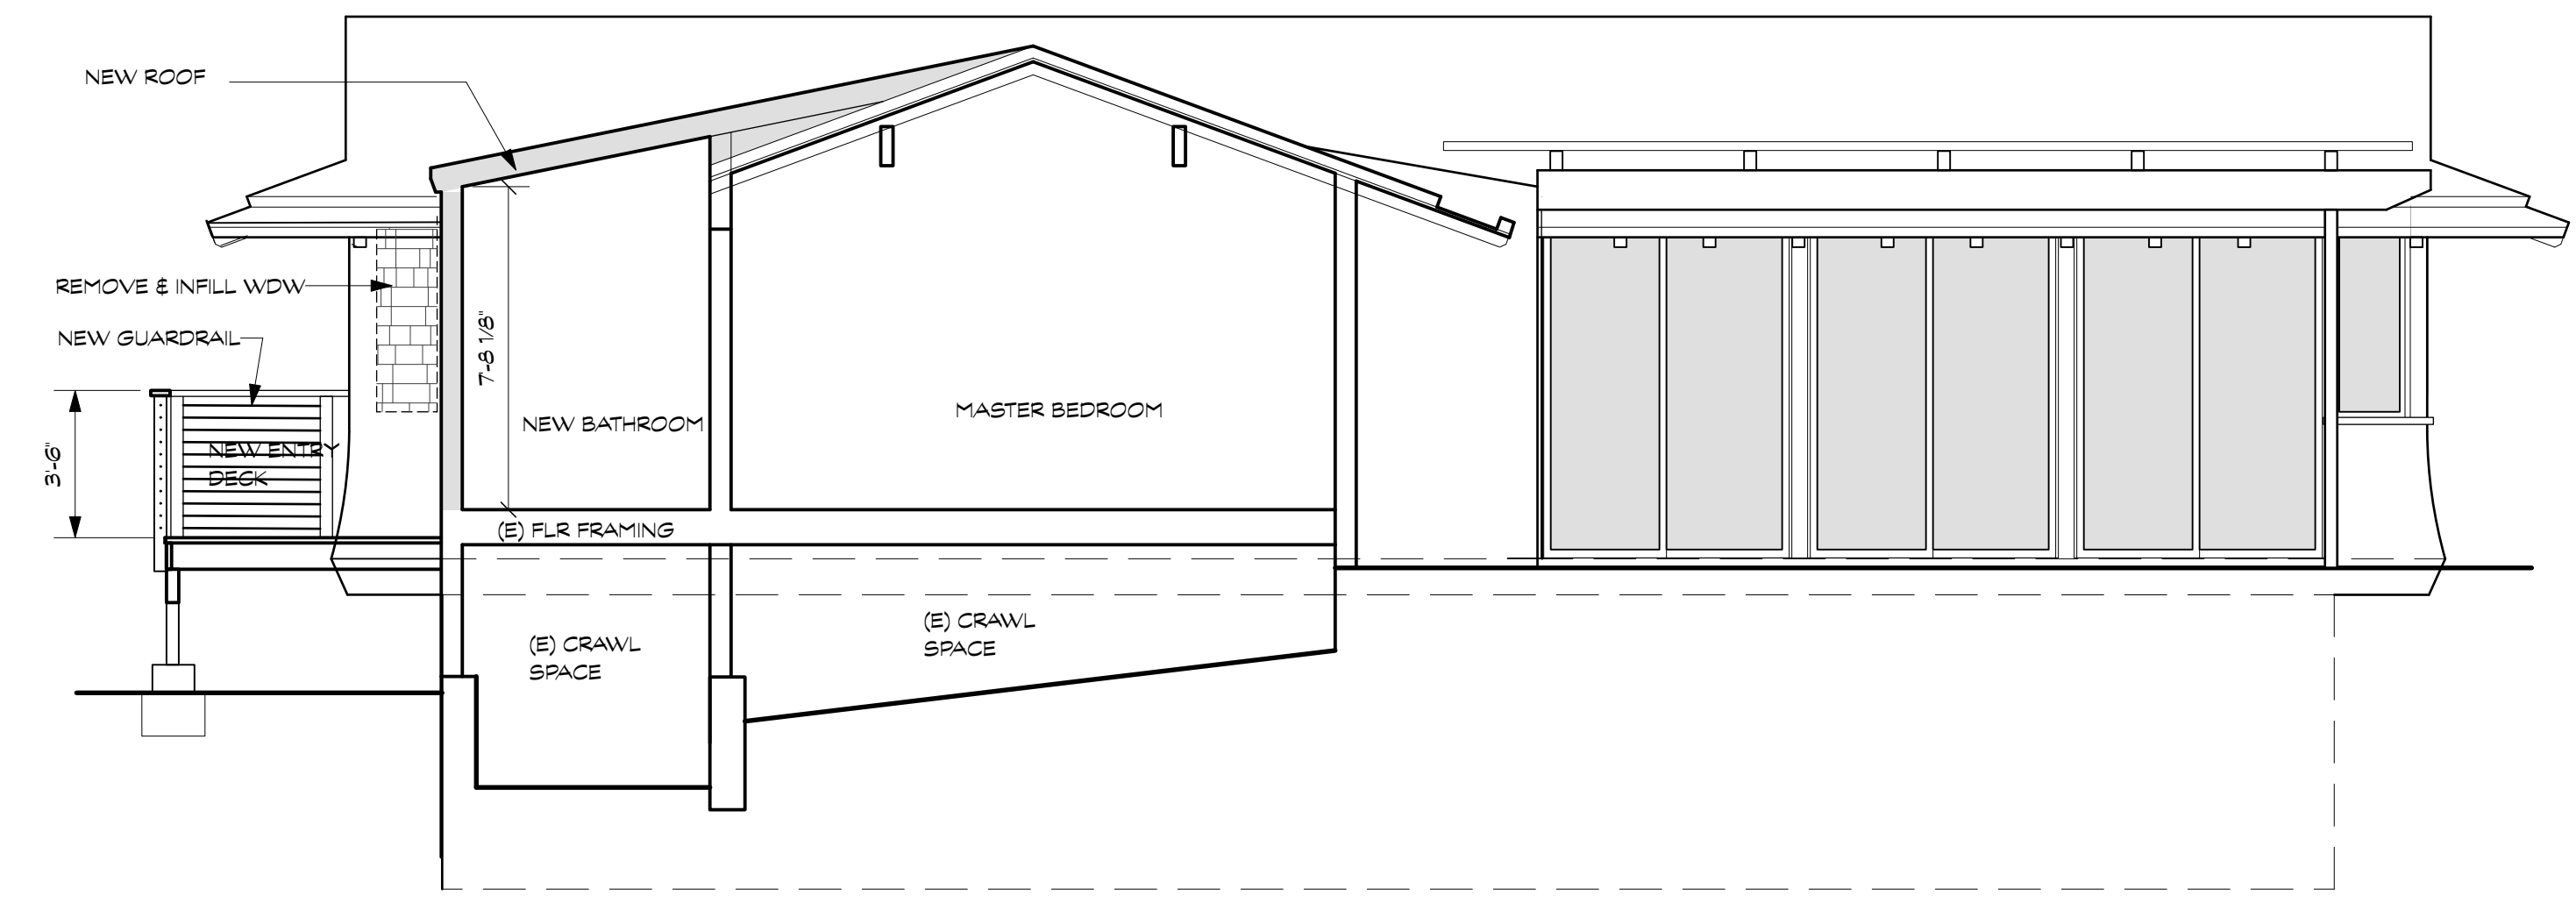 NEW ROOF
REMOVE & INFILL WDW
NEW GUARDRAIL
7'-8 1/8"
NEW BATHROOM
MASTER BEDROOM
3'-6"
NEW ENTRY
DECK
(E) FLR FRAMING
(E) CRAWL
SPACE
(E) CRAWL
SPACE